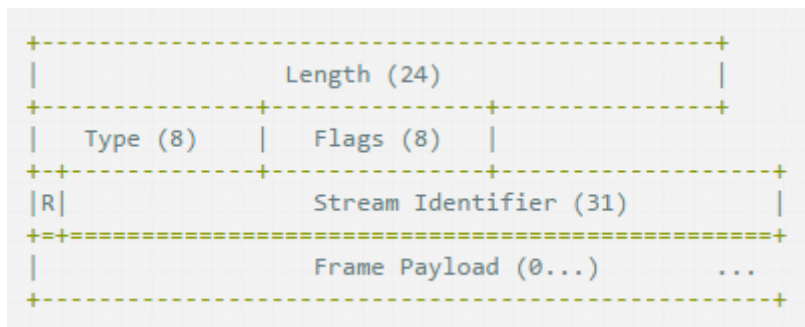 +-----------------------------------------------+
|                 Length (24)                   |
+---------------+---------------+---------------+
|   Type (8)    |   Flags (8)   |
+-+-------------+---------------+-------------------+
|R|                 Stream Identifier (31)          |
+=+=================================================+
|                   Frame Payload (0...)        ...
+---------------------------------------------------+